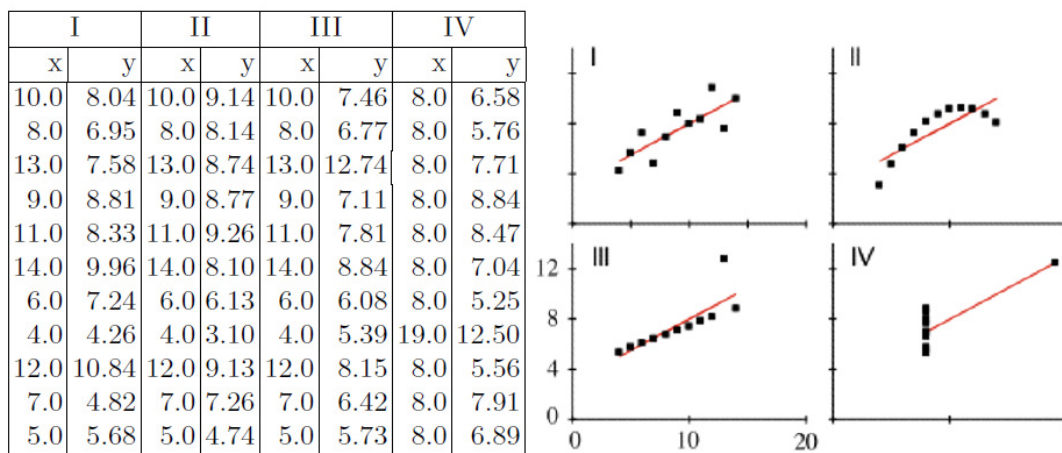 I II III IV
x y x y x y x y
10.0 8.04 10.0 9.14 10.0 7.46 8.0 6.58
8.0 6.95 8.0 8.14 8.0 6.77 8.0 5.76
13.0 7.58 13.0 8.74 13.0 12.74 8.0 7.71
9.0 8.81 9.0 8.77 9.0 7.11 8.0 8.84
11.0 8.33 11.0 9.26 11.0 7.81 8.0 8.47
14.0 9.96 14.0 8.10 14.0 8.84 8.0 7.04
6.0 7.24 6.0 6.13 6.0 6.08 8.0 5.25
4.0 4.26 4.0 3.10 4.0 5.39 19.0 12.50
12.0 10.84 12.0 9.13 12.0 8.15 8.0 5.56
7.0 4.82 7.0 7.26 7.0 6.42 8.0 7.91
5.0 5.68 5.0 4.74 5.0 5.73 8.0 6.89
I II
III IV
12
8
4
0
0 10 20